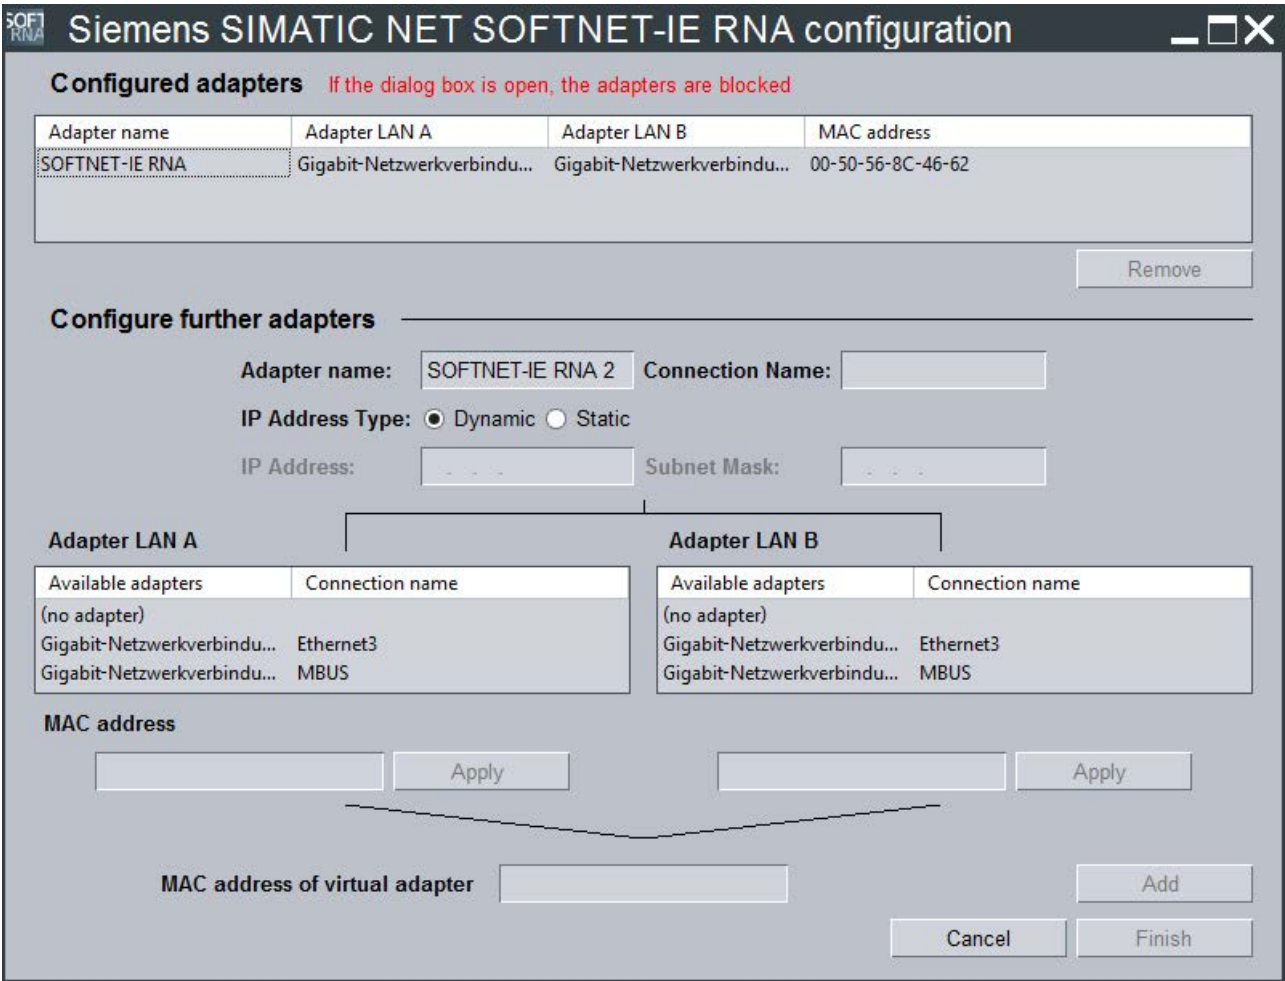 SOFT RNA Siemens SIMATIC NET SOFTNET-IE RNA configuration
Configured adapters If the dialog box is open, the adapters are blocked
Adapter name Adapter LAN A Adapter LAN B MAC address
SOFTNET-IE RNA Gigabit-Netzwerkverbindu... Gigabit-Netzwerkverbindu... 00-50-56-8C-46-62
Remove
Configure further adapters
Adapter name: SOFTNET-IE RNA 2 Connection Name:
IP Address Type: Dynamic Static
IP Address: . . . Subnet Mask: . . .
Adapter LAN A Adapter LAN B
Available adapters Connection name Available adapters Connection name
(no adapter) (no adapter)
Gigabit-Netzwerkverbindu... Ethernet3 Gigabit-Netzwerkverbindu... Ethernet3
Gigabit-Netzwerkverbindu... MBUS Gigabit-Netzwerkverbindu... MBUS
MAC address
Apply Apply
MAC address of virtual adapter Add
Cancel Finish